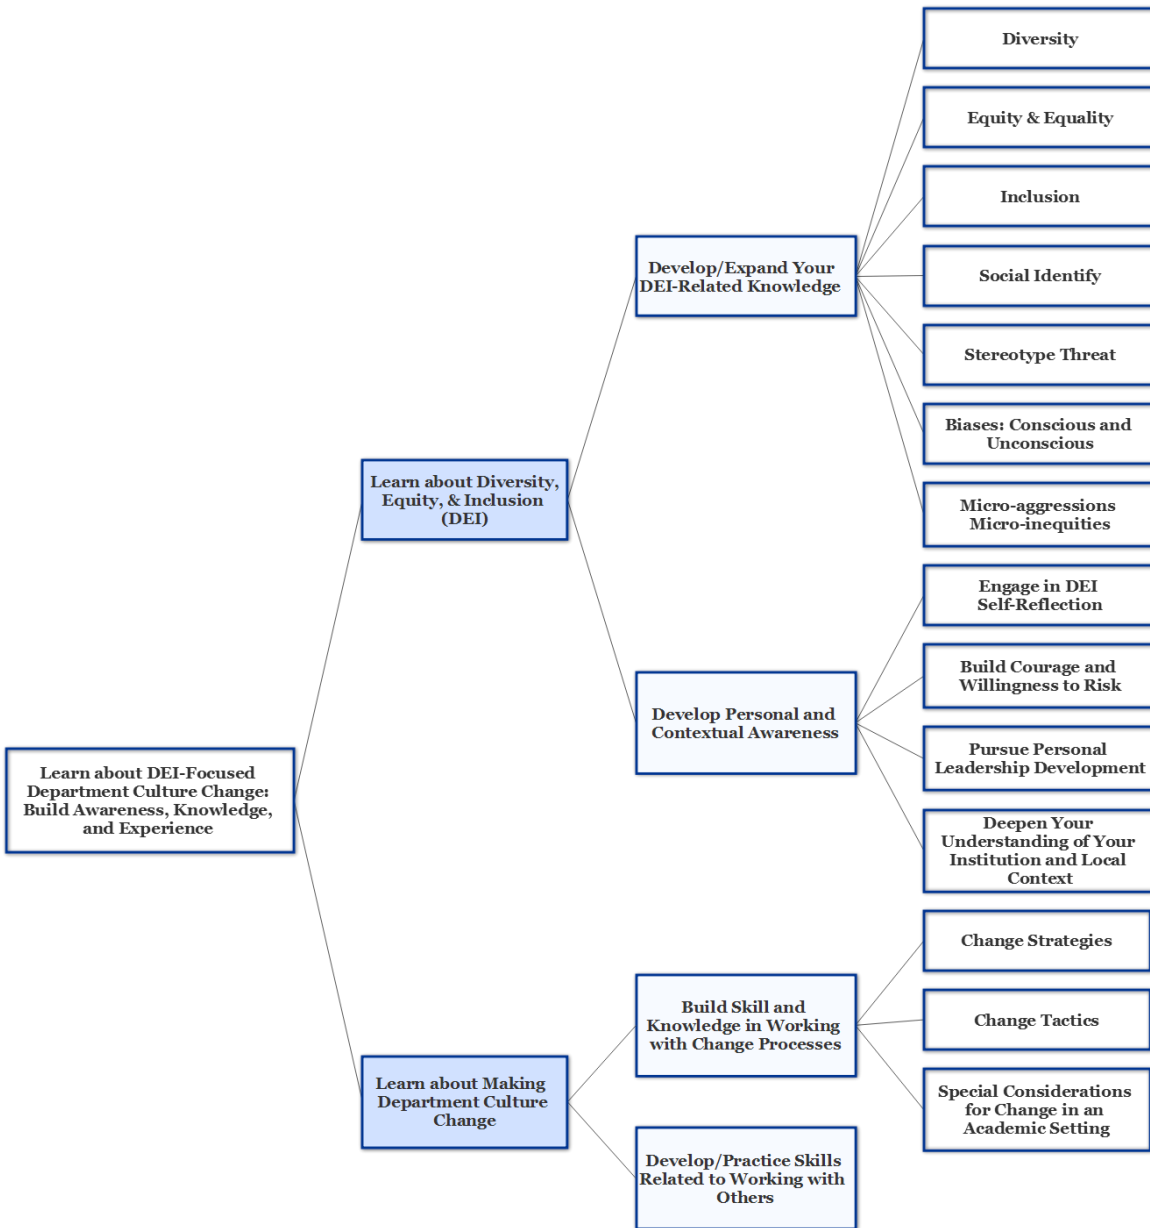 Diversity
Equity & Equality
Inclusion
Social Identify
Stereotype Threat
Biases: Conscious and
Unconscious
Micro-aggressions
Micro-inequities
Develop/Expand Your
DEI-Related Knowledge
Learn about Diversity,
Equity, & Inclusion
(DEI)
Engage in DEI
Self-Reflection
Build Courage and
Willingness to Risk
Pursue Personal
Leadership Development
Deepen Your
Understanding of Your
Institution and Local
Context
Develop Personal and
Contextual Awareness
Learn about DEI-Focused
Department Culture Change:
Build Awareness, Knowledge,
and Experience
Change Strategies
Change Tactics
Special Considerations
for Change in an
Academic Setting
Build Skill and
Knowledge in Working
with Change Processes
Learn about Making
Department Culture
Change
Develop/Practice Skills
Related to Working with
Others